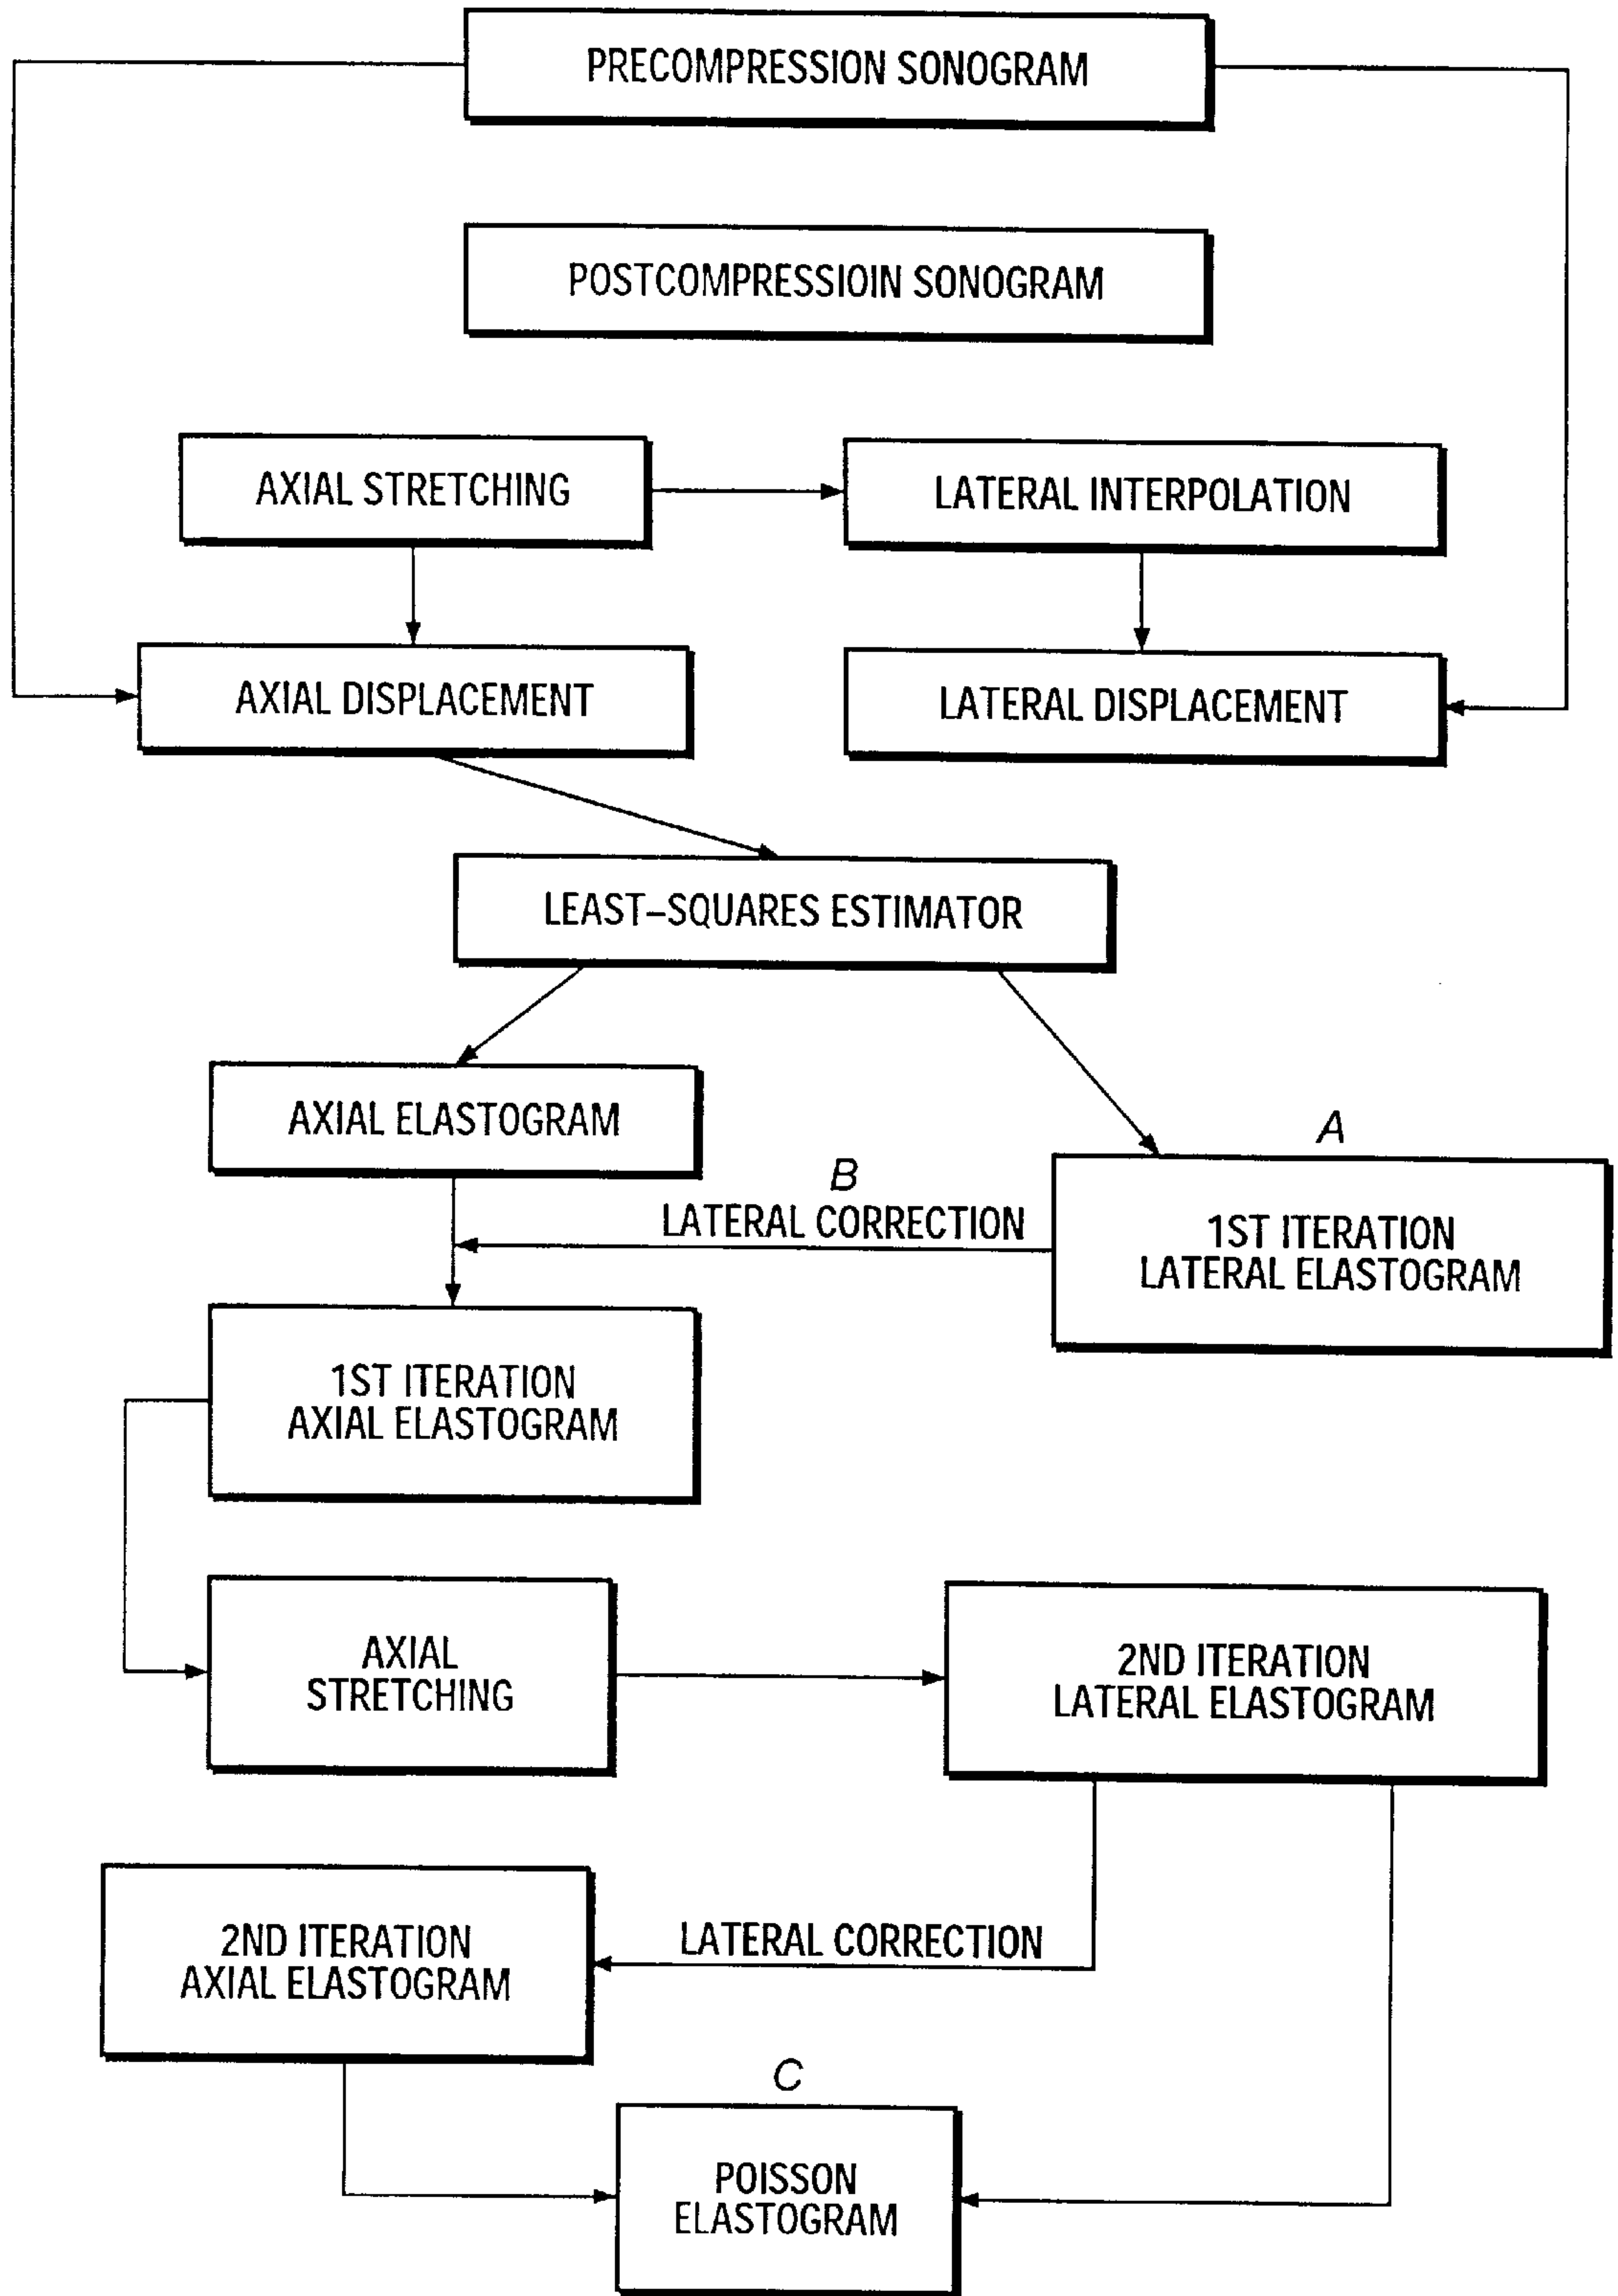 PRECOMPRESSION SONOGRAM
POSTCOMPRESSIOIN SONOGRAM
AXIAL STRETCHING
LATERAL INTERPOLATION
AXIAL DISPLACEMENT
LATERAL DISPLACEMENT
LEAST–SQUARES ESTIMATOR
AXIAL ELASTOGRAM
A
B
LATERAL CORRECTION
1ST ITERATION
LATERAL ELASTOGRAM
1ST ITERATION
AXIAL ELASTOGRAM
AXIAL
STRETCHING
2ND ITERATION
LATERAL ELASTOGRAM
2ND ITERATION
AXIAL ELASTOGRAM
LATERAL CORRECTION
C
POISSON
ELASTOGRAM